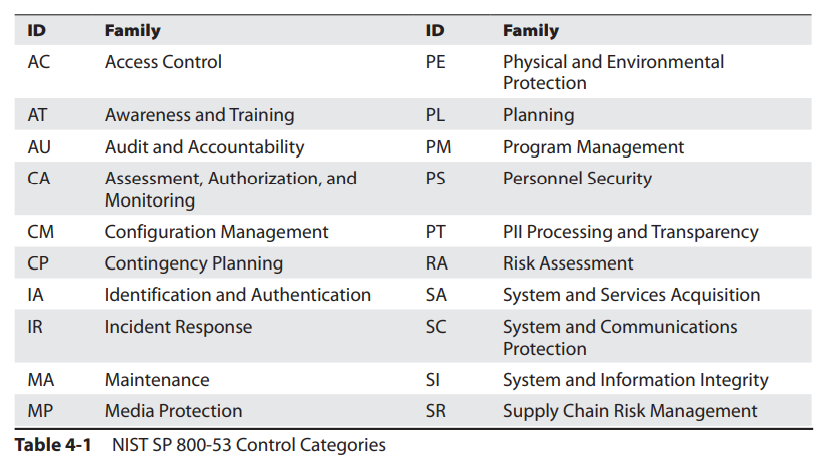 ID Family ID Family
AC Access Control PE Physical and Environmental
Protection
AT Awareness and Training PL Planning
AU Audit and Accountability PM Program Management
CA Assessment, Authorization, and PS Personnel Security
Monitoring
CM Configuration Management PT PII Processing and Transparency
CP Contingency Planning RA Risk Assessment
IA Identification and Authentication SA System and Services Acquisition
IR Incident Response SC System and Communications
Protection
MA Maintenance SI System and Information Integrity
MP Media Protection SR Supply Chain Risk Management
Table 4-1 NIST SP 800-53 Control Categories